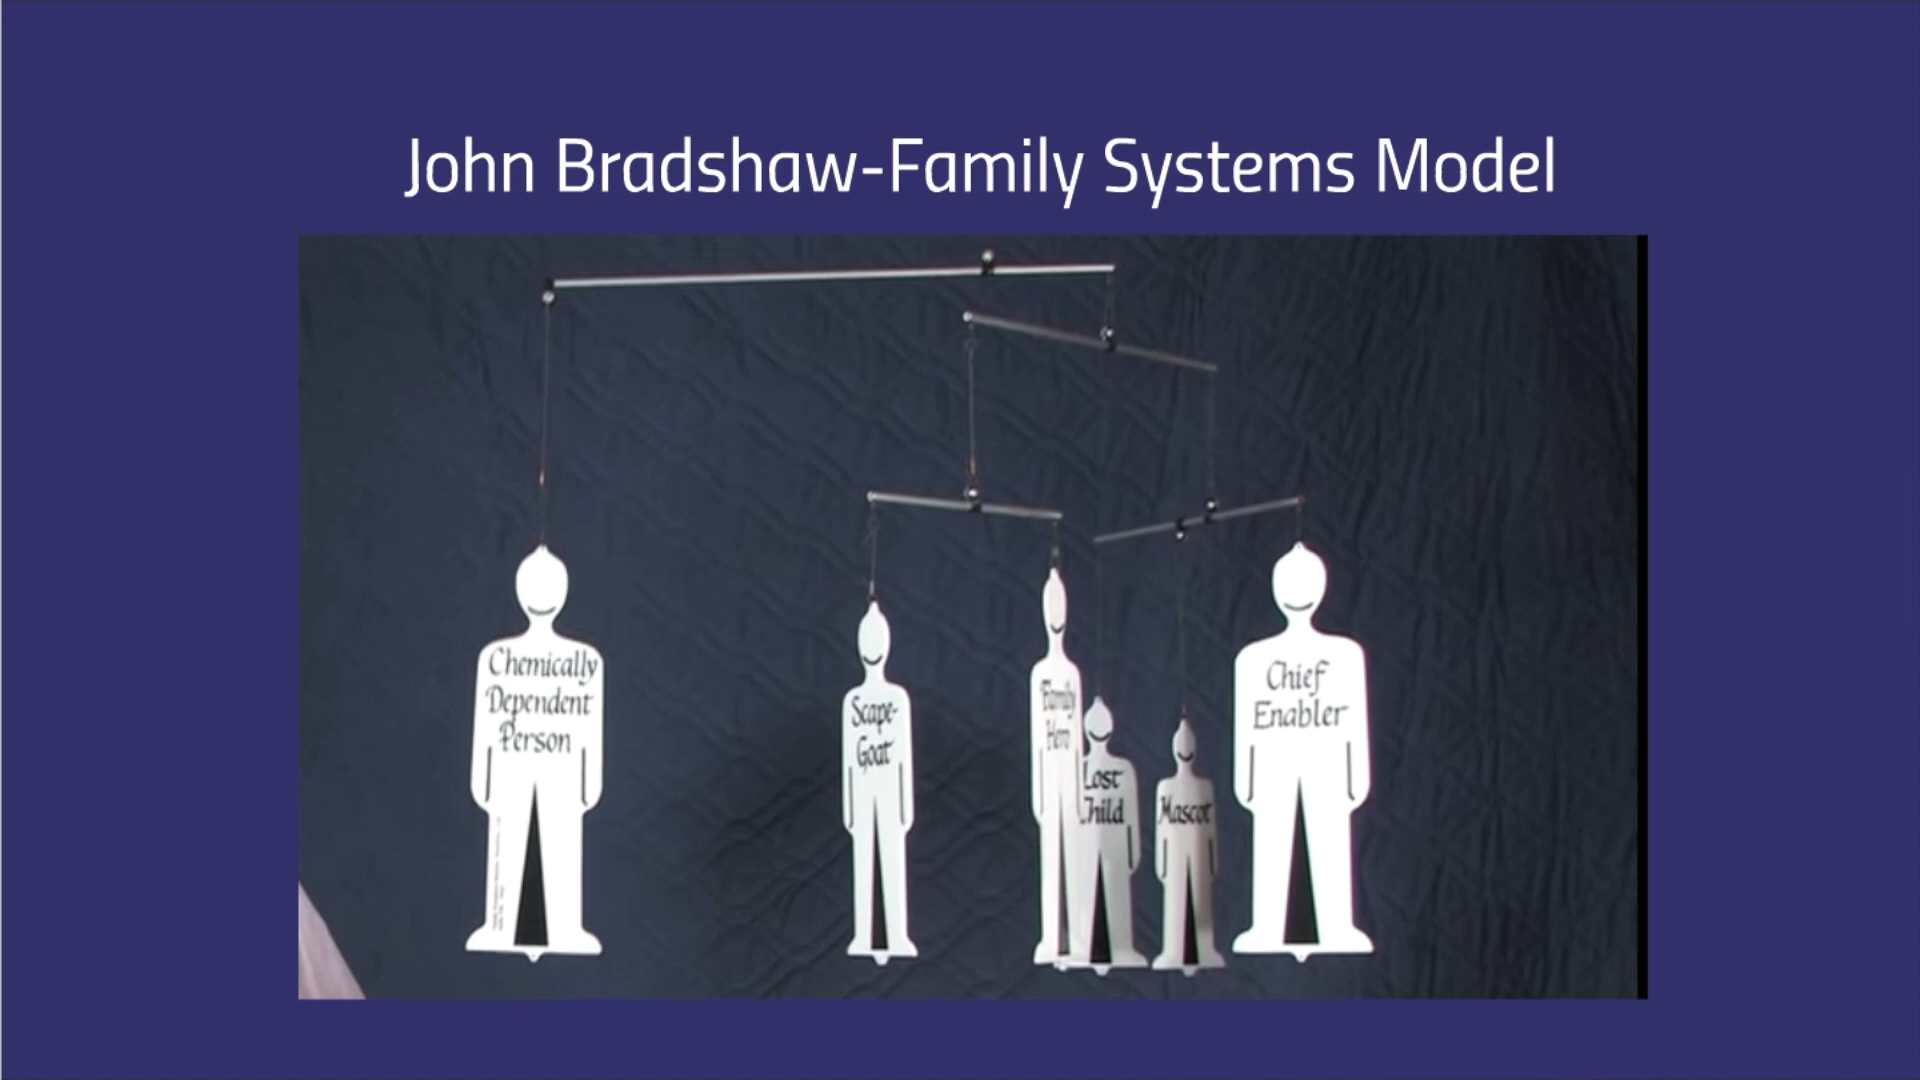 John Bradshaw-Family Systems Model
Chemically
Dependent
Person
Scape-
Goat
Family
Hero
Lost
Child
Mascot
Chief
Enabler